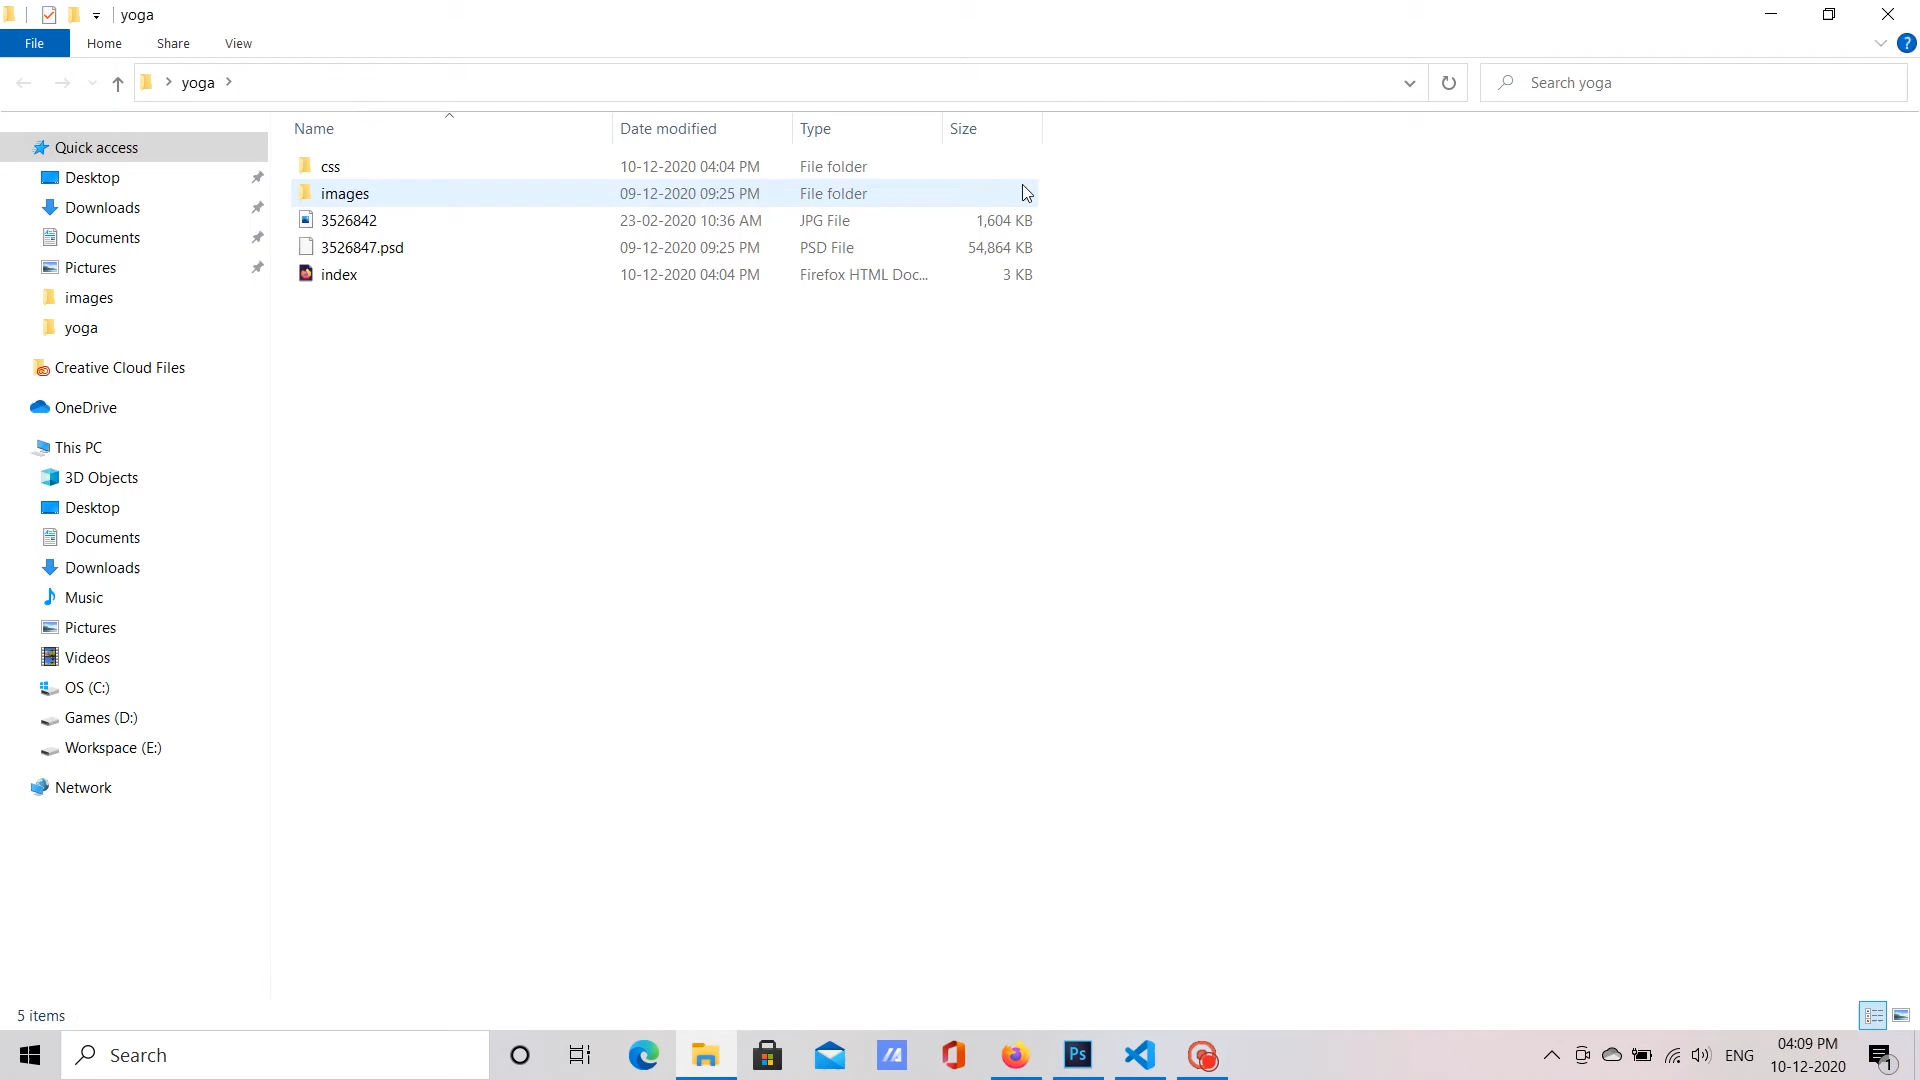 yoga
File Home Share View
yoga
Search yoga
Name Date modified Type Size
Quick access
Desktop
Downloads
Documents
Pictures
images
yoga
Creative Cloud Files
OneDrive
This PC
3D Objects
Desktop
Documents
Downloads
Music
Pictures
Videos
OS (C:)
Games (D:)
Workspace (E:)
Network
css 10-12-2020 04:04 PM File folder
images 09-12-2020 09:25 PM File folder
3526842 23-02-2020 10:36 AM JPG File 1,604 KB
3526847.psd 09-12-2020 09:25 PM PSD File 54,864 KB
index 10-12-2020 04:04 PM Firefox HTML Doc... 3 KB
5 items
Search
Ps
ENG
04:09 PM
10-12-2020
1